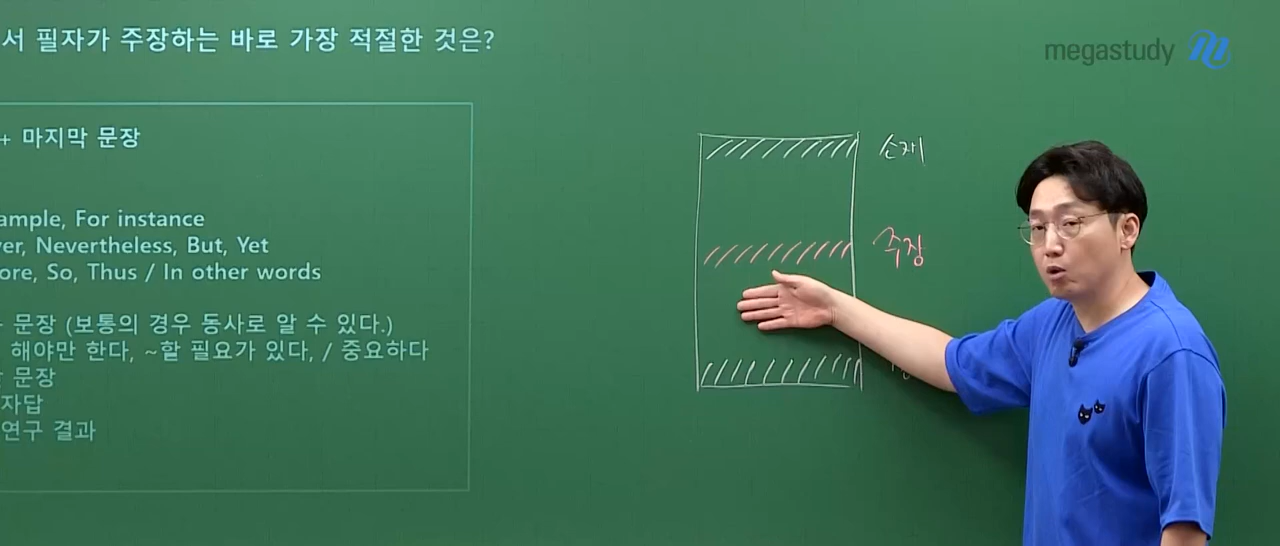 서 필자가 주장하는 바로 가장 적절한 것은?
megastudy
+ 마지막 문장
소재
ample, For instance
ver, Nevertheless, But, Yet
주장
ore, So, Thus / In other words
문장 (보통의 경우 동사로 알 수 있다.)
해야만 한다, ~할 필요가 있다, / 중요하다
문장
자답
연구 결과